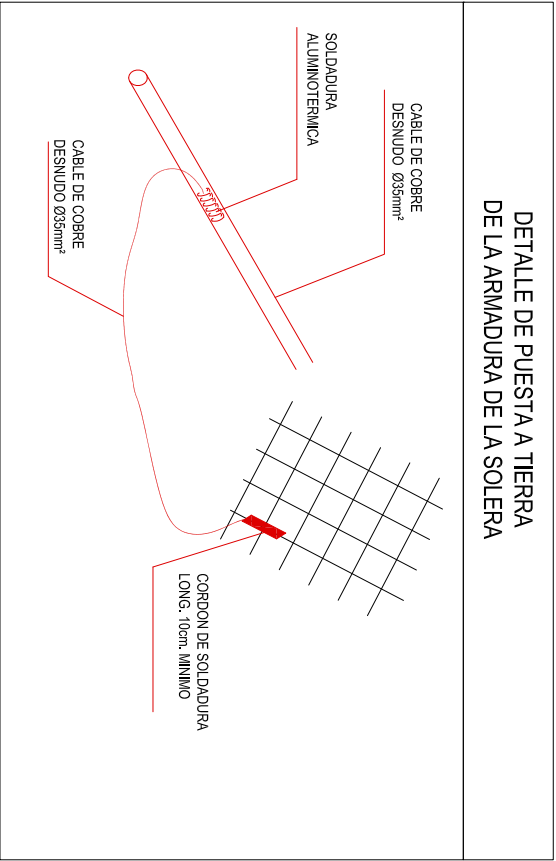 DETALLE DE PUESTA A TIERRA
DE LA ARMADURA DE LA SOLERA
CABLE DE COBRE
DESNUDO Ø35mm²
SOLDADURA
ALUMINOTERMICA
CABLE DE COBRE
DESNUDO Ø35mm²
CORDON DE SOLDADURA
LONG. 10cm. MINIMO